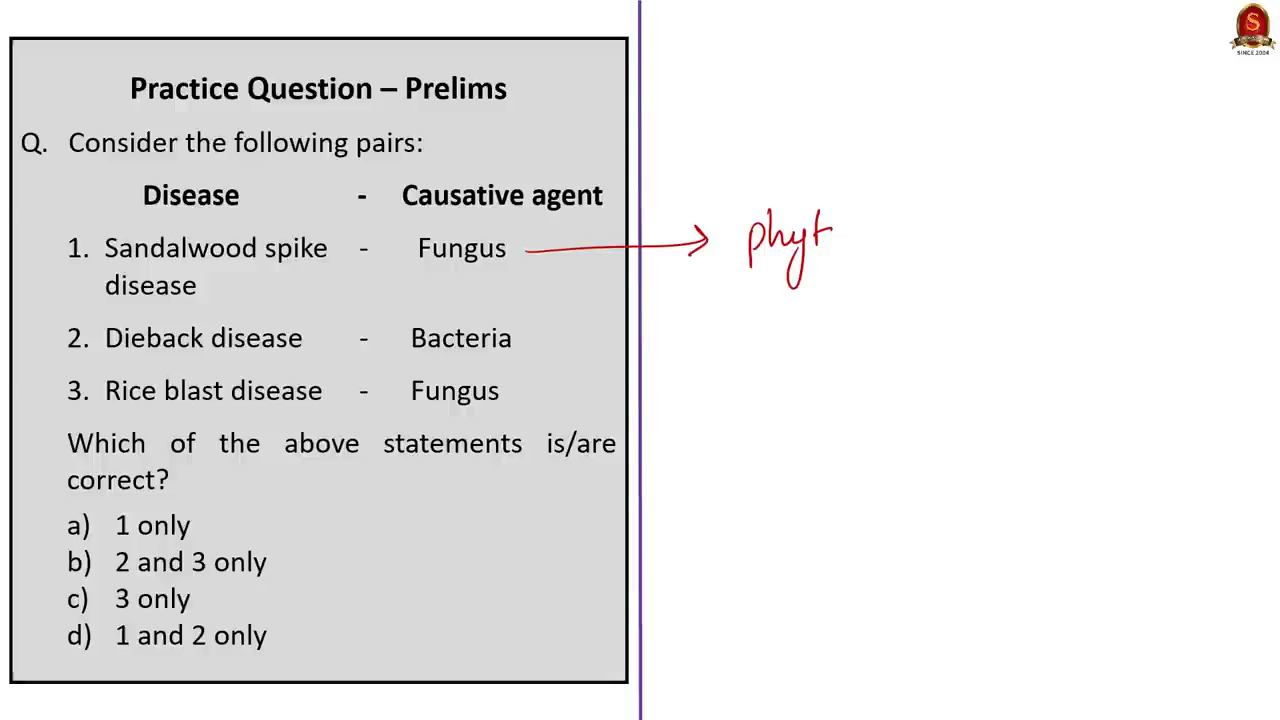 Practice Question – Prelims
Q. Consider the following pairs:
Disease - Causative agent
1. Sandalwood spike disease - Fungus
2. Dieback disease - Bacteria
3. Rice blast disease - Fungus
Which of the above statements is/are
correct?
a) 1 only
b) 2 and 3 only
c) 3 only
d) 1 and 2 only
phyt
S
SINCE 2004